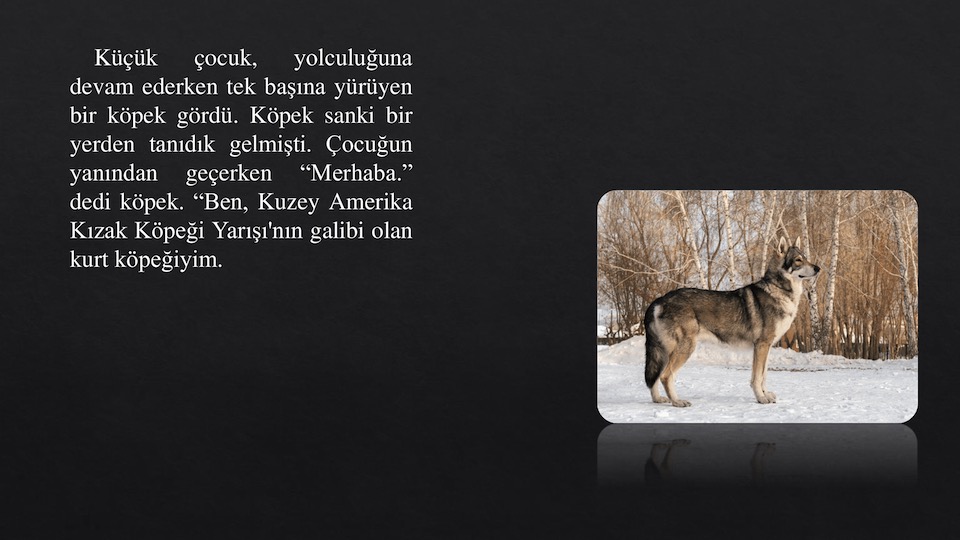 Küçük çocuk, yolculuğuna
devam ederken tek başına yürüyen
bir köpek gördü. Köpek sanki bir
yerden tanıdık gelmişti. Çocuğun
yanından geçerken “Merhaba.”
dedi köpek. “Ben, Kuzey Amerika
Kızak Köpeği Yarışı'nın galibi olan
kurt köpeğiyim.